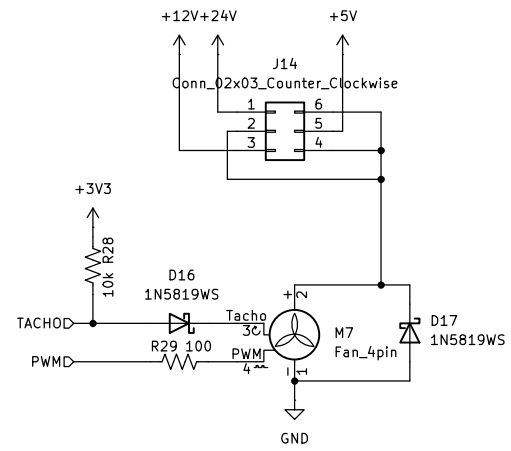 +12V +24V +5V
J14
Conn_02x03_Counter_Clockwise
1 6
2 5
3 4
+3V3
10k R28
D16
1N5819WS
TACHO
Tacho
3
+ 2
M7
Fan_4pin
D17
1N5819WS
R29 100
PWM
PWM
4
- 1
GND